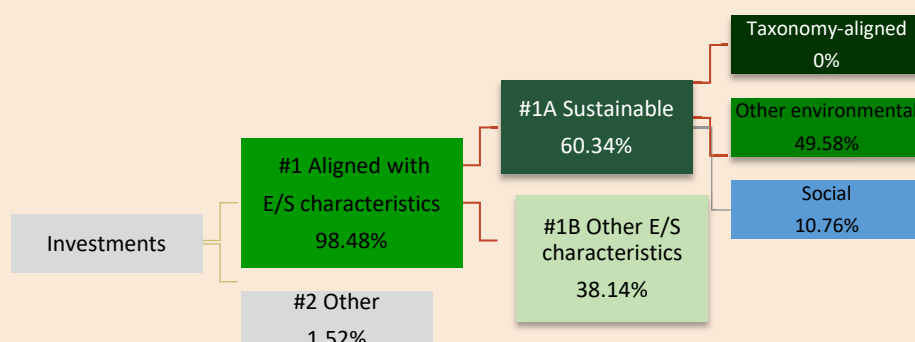 Investments
#1 Aligned with
E/S characteristics
98.48%
#2 Other
1.52%
#1A Sustainable
60.34%
#1B Other E/S
characteristics
38.14%
Taxonomy-aligned
0%
Other environmental
49.58%
Social
10.76%